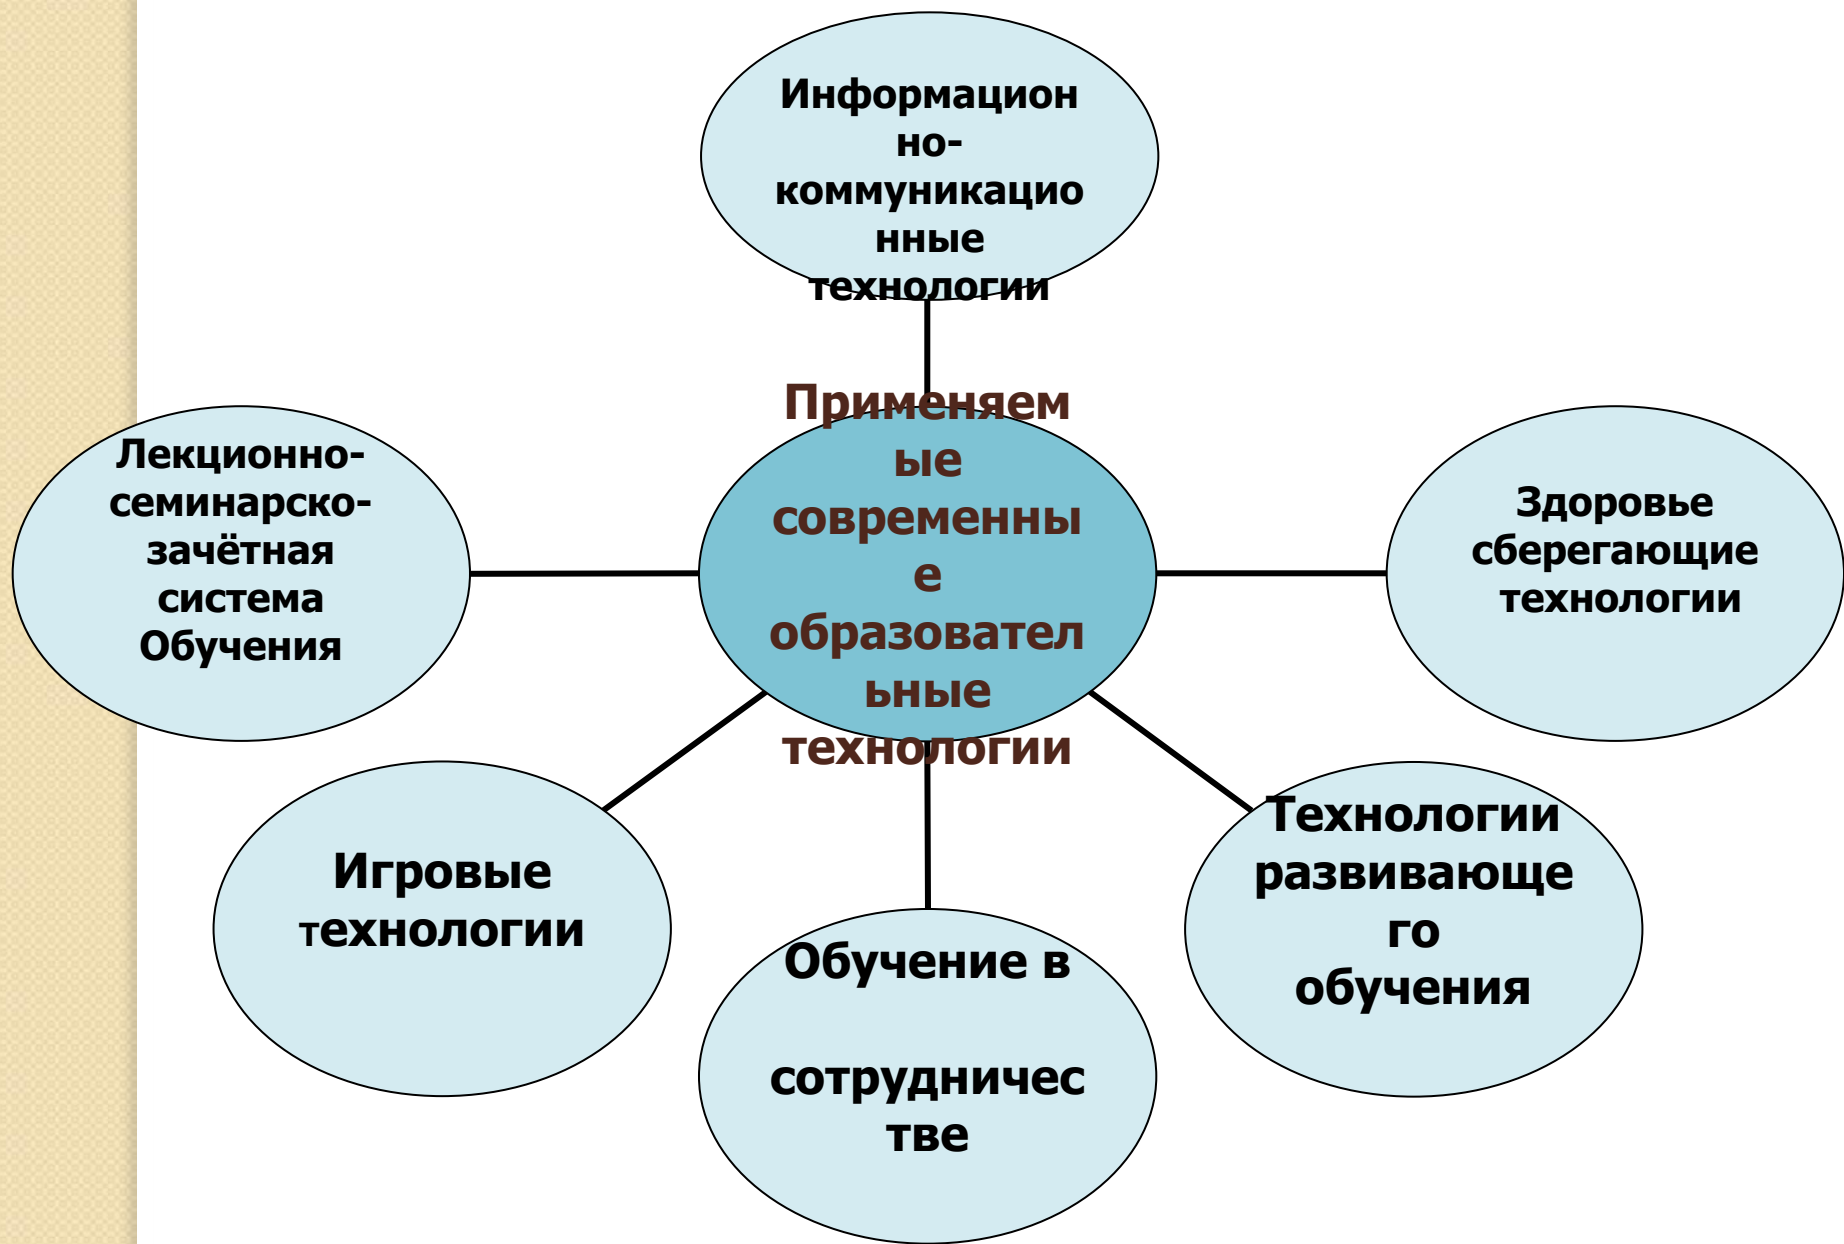 Информацион
но-
коммуникацио
нные
технологии
Применяем
ые
современны
е
образовател
ьные
технологии
Лекционно-
семинарско-
зачётная
система
Обучения
Здоровье
сберегающие
технологии
Игровые
технологии
Обучение в
сотрудничес
тве
Технологии
развивающе
го
обучения